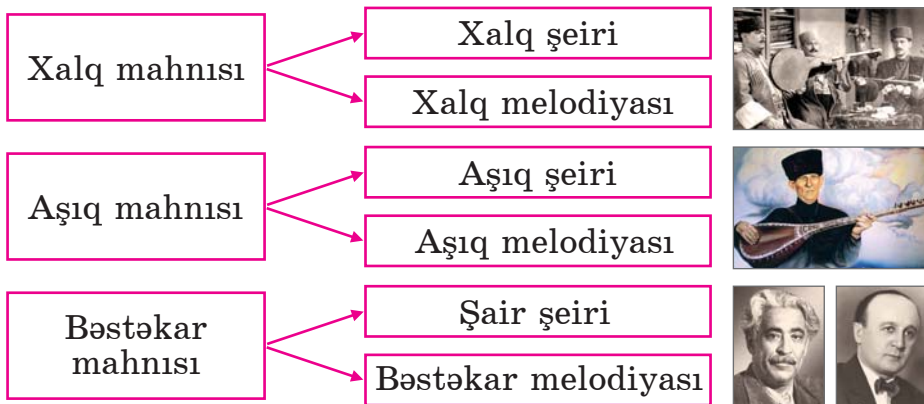 Xalq mahnısı
Xalq şeiri
Xalq melodiyası
Aşıq mahnısı
Aşıq şeiri
Aşıq melodiyası
Bəstəkar
mahnısı
Şair şeiri
Bəstəkar melodiyası